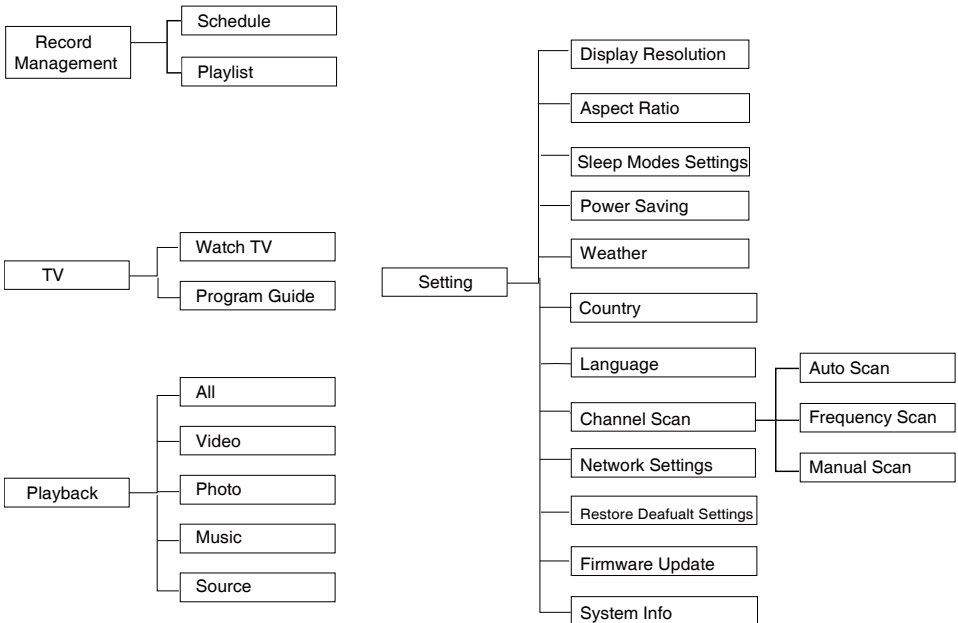 Record
Management
Schedule
Playlist
TV
Watch TV
Program Guide
Playback
All
Video
Photo
Music
Source
Setting
Display Resolution
Aspect Ratio
Sleep Modes Settings
Power Saving
Weather
Country
Language
Channel Scan
Auto Scan
Frequency Scan
Manual Scan
Network Settings
Restore Deafualt Settings
Firmware Update
System Info